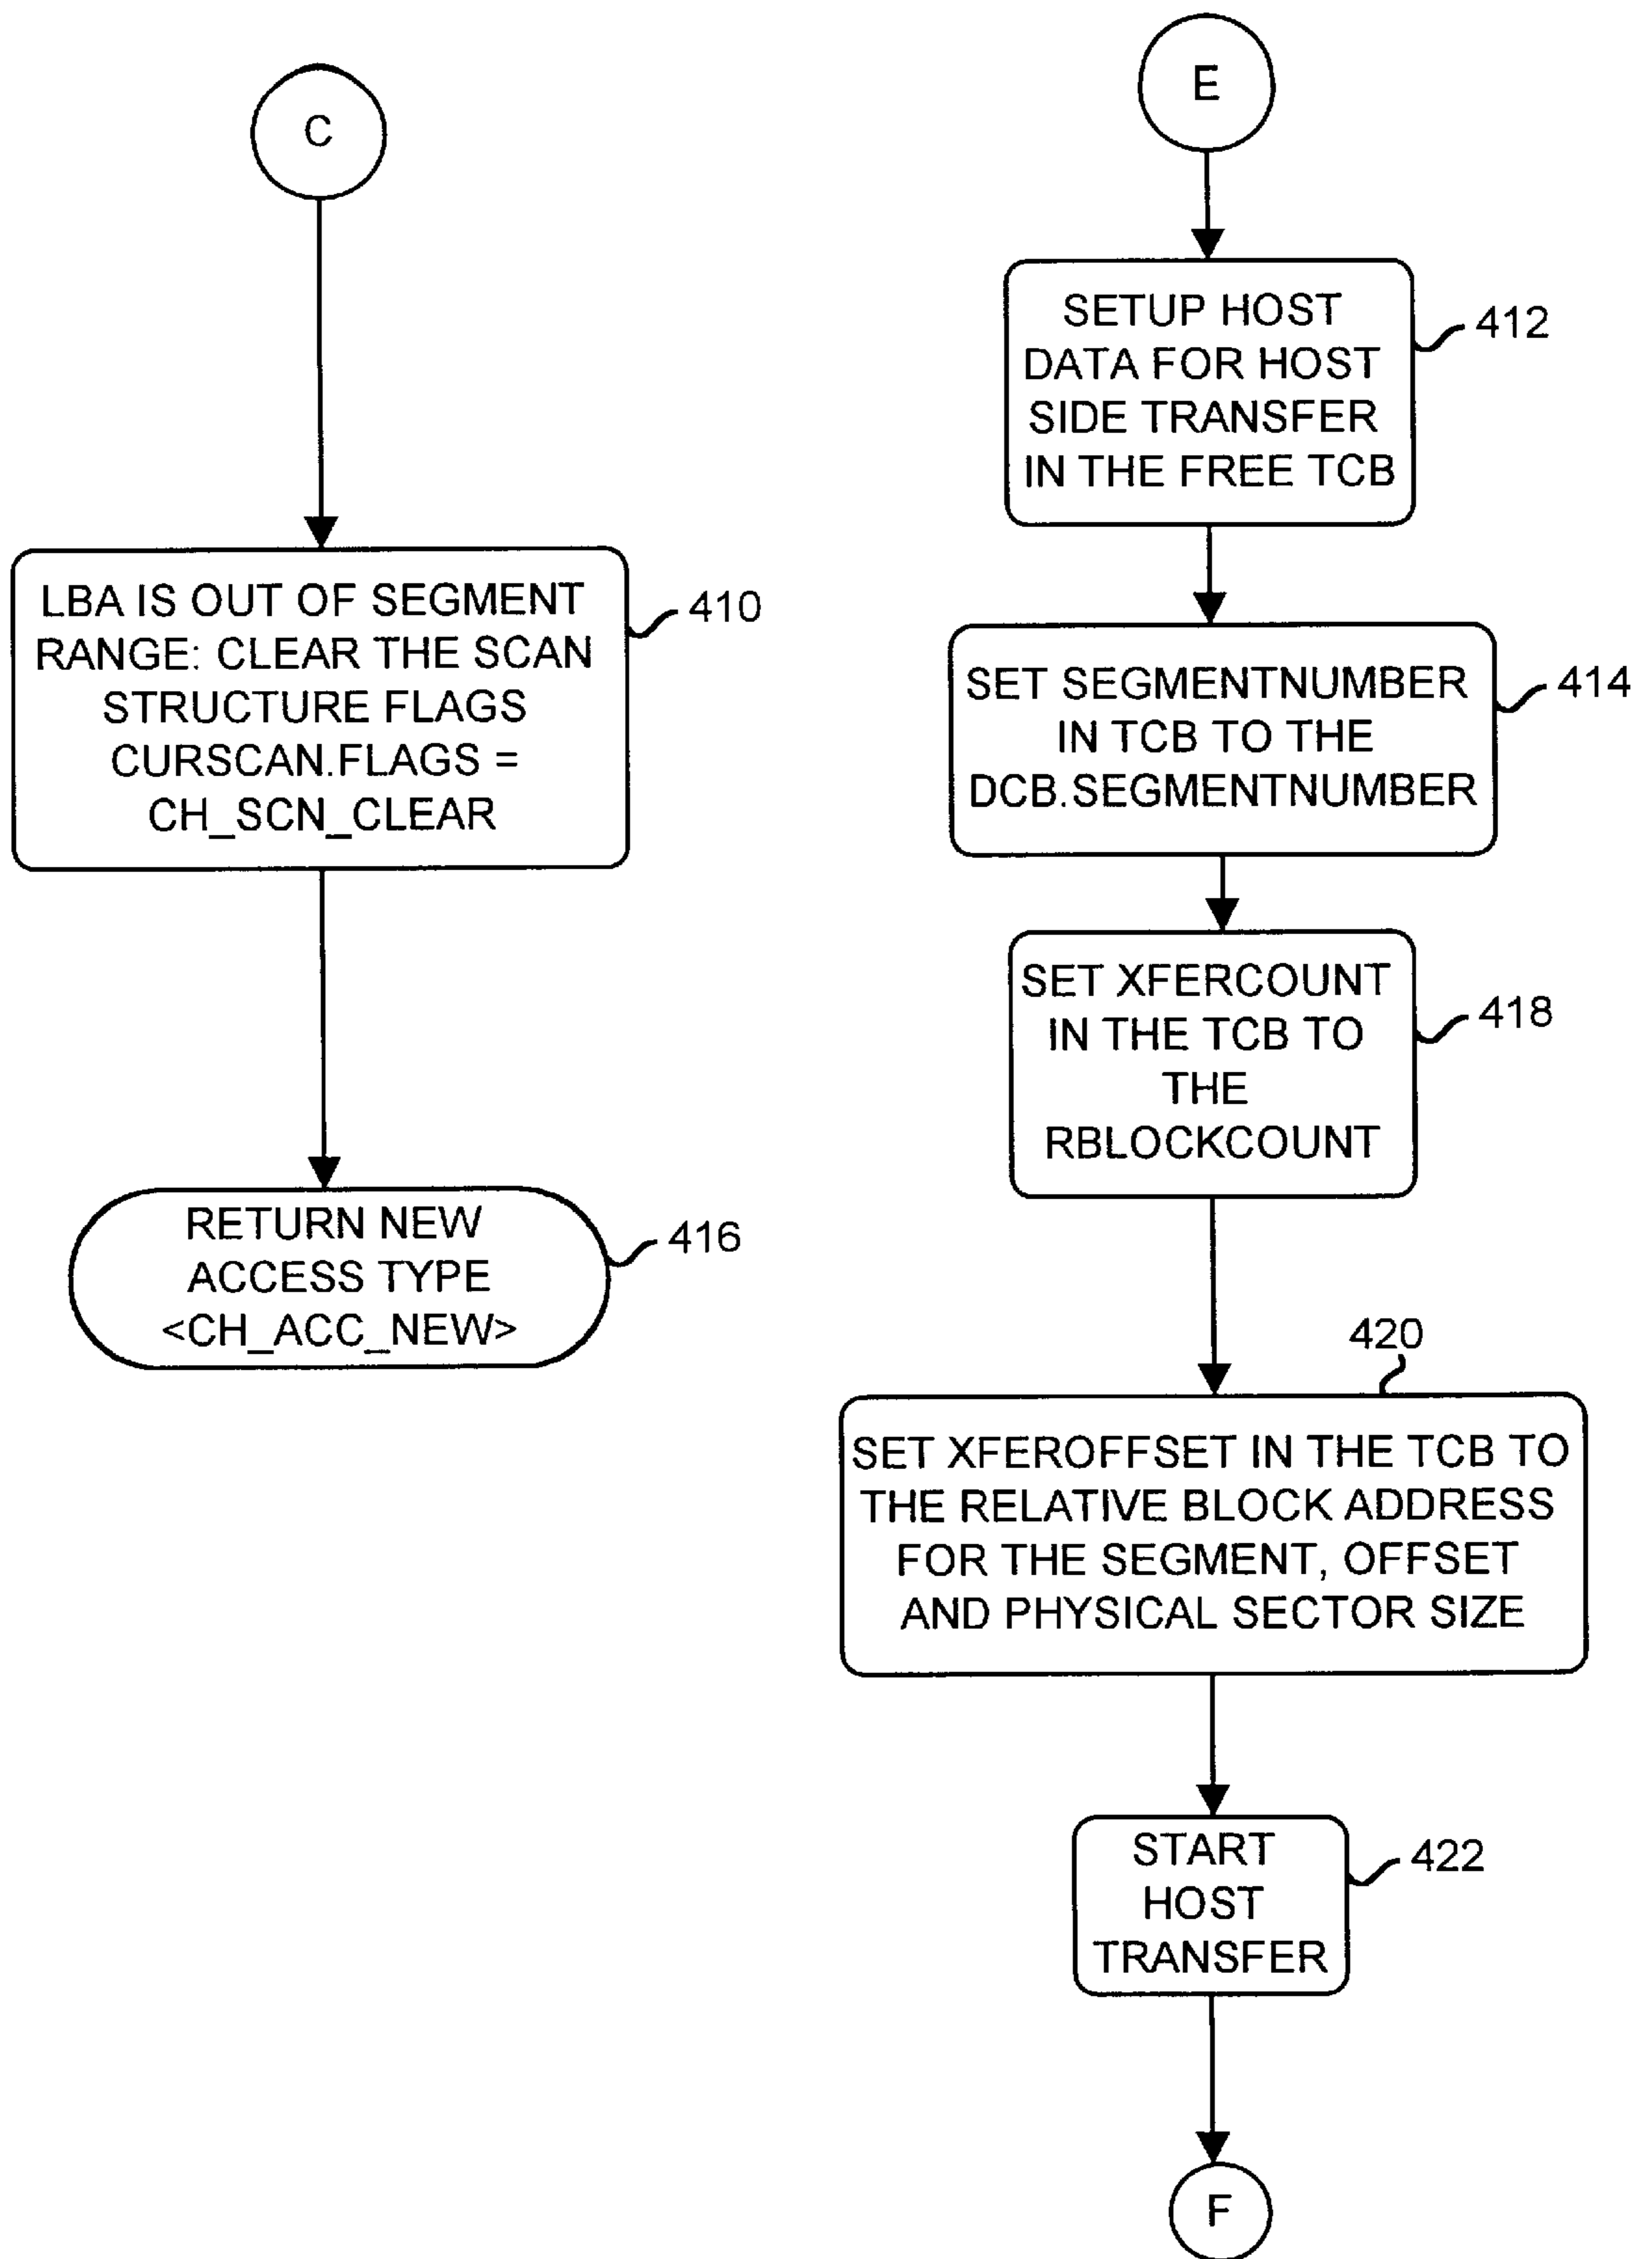 C
LBA IS OUT OF SEGMENT
RANGE: CLEAR THE SCAN
STRUCTURE FLAGS
CURSCAN.FLAGS =
CH_SCN_CLEAR
410
RETURN NEW
ACCESS TYPE
<CH_ACC_NEW>
416
E
SETUP HOST
DATA FOR HOST
SIDE TRANSFER
IN THE FREE TCB
412
SET SEGMENTNUMBER
IN TCB TO THE
DCB.SEGMENTNUMBER
414
SET XFERCOUNT
IN THE TCB TO
THE
RBLOCKCOUNT
418
420
SET XFEROFFSET IN THE TCB TO
THE RELATIVE BLOCK ADDRESS
FOR THE SEGMENT, OFFSET
AND PHYSICAL SECTOR SIZE
START
HOST
TRANSFER
422
F